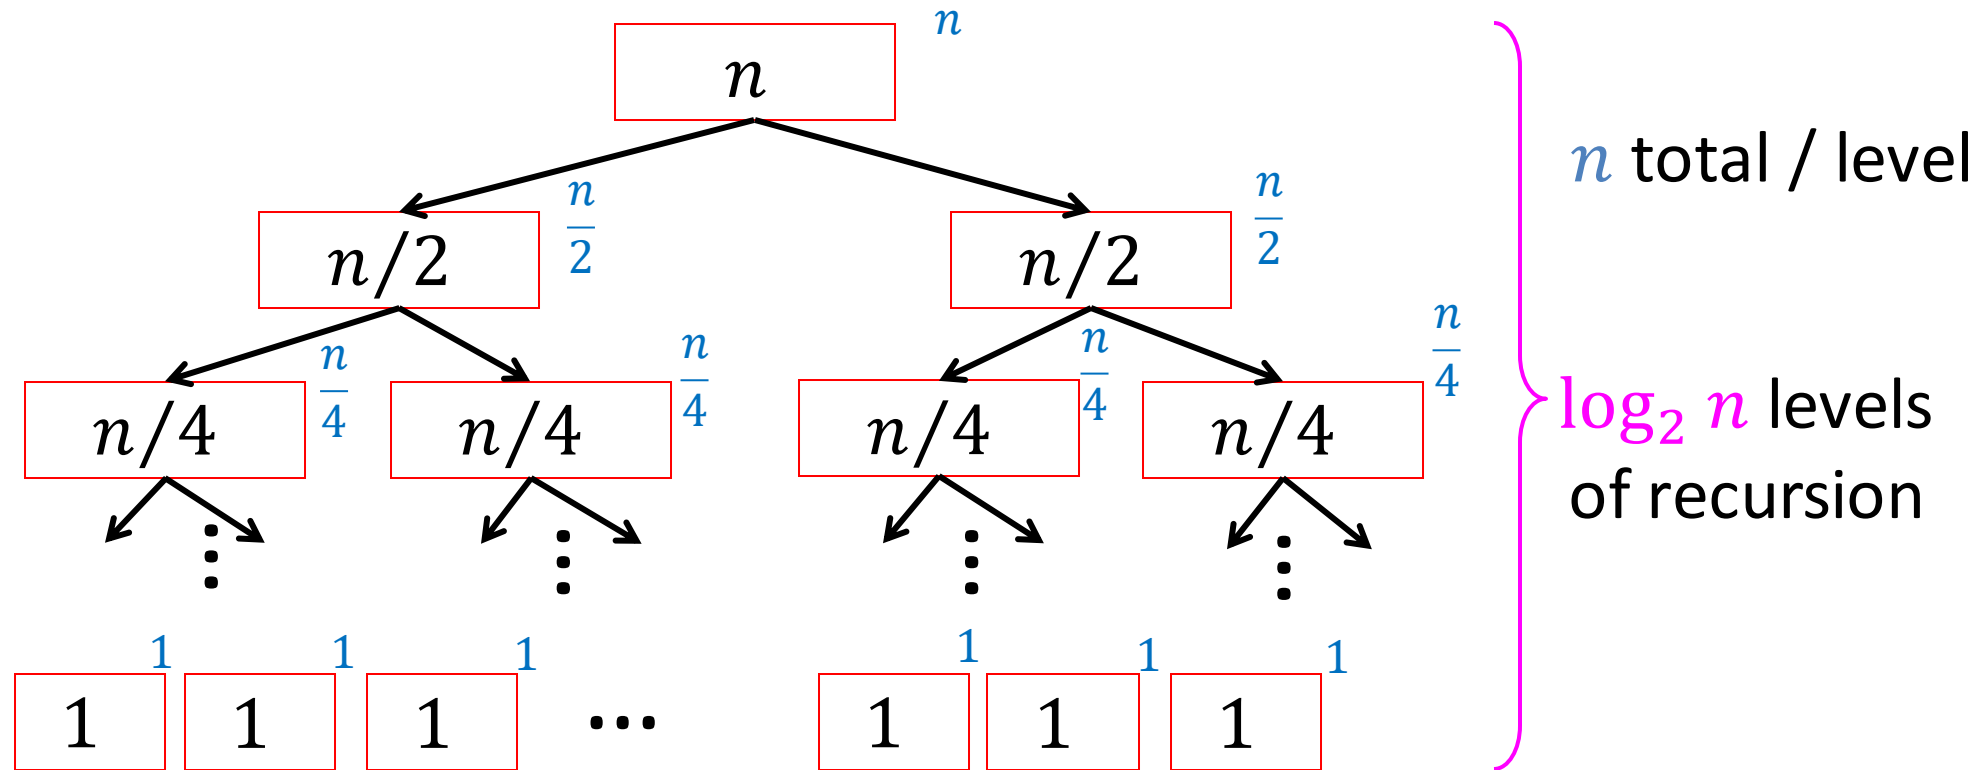 n
n
n total / level
n/2
n/2
n/2
n/2
n/4
n/4
n/4
n/4
n/4
n/4
n/4
n/4
log₂ n levels
of recursion
⋮ ⋮ ⋮ ⋮
1 1 1 1 1 1
1 1 1 ⋯ 1 1 1